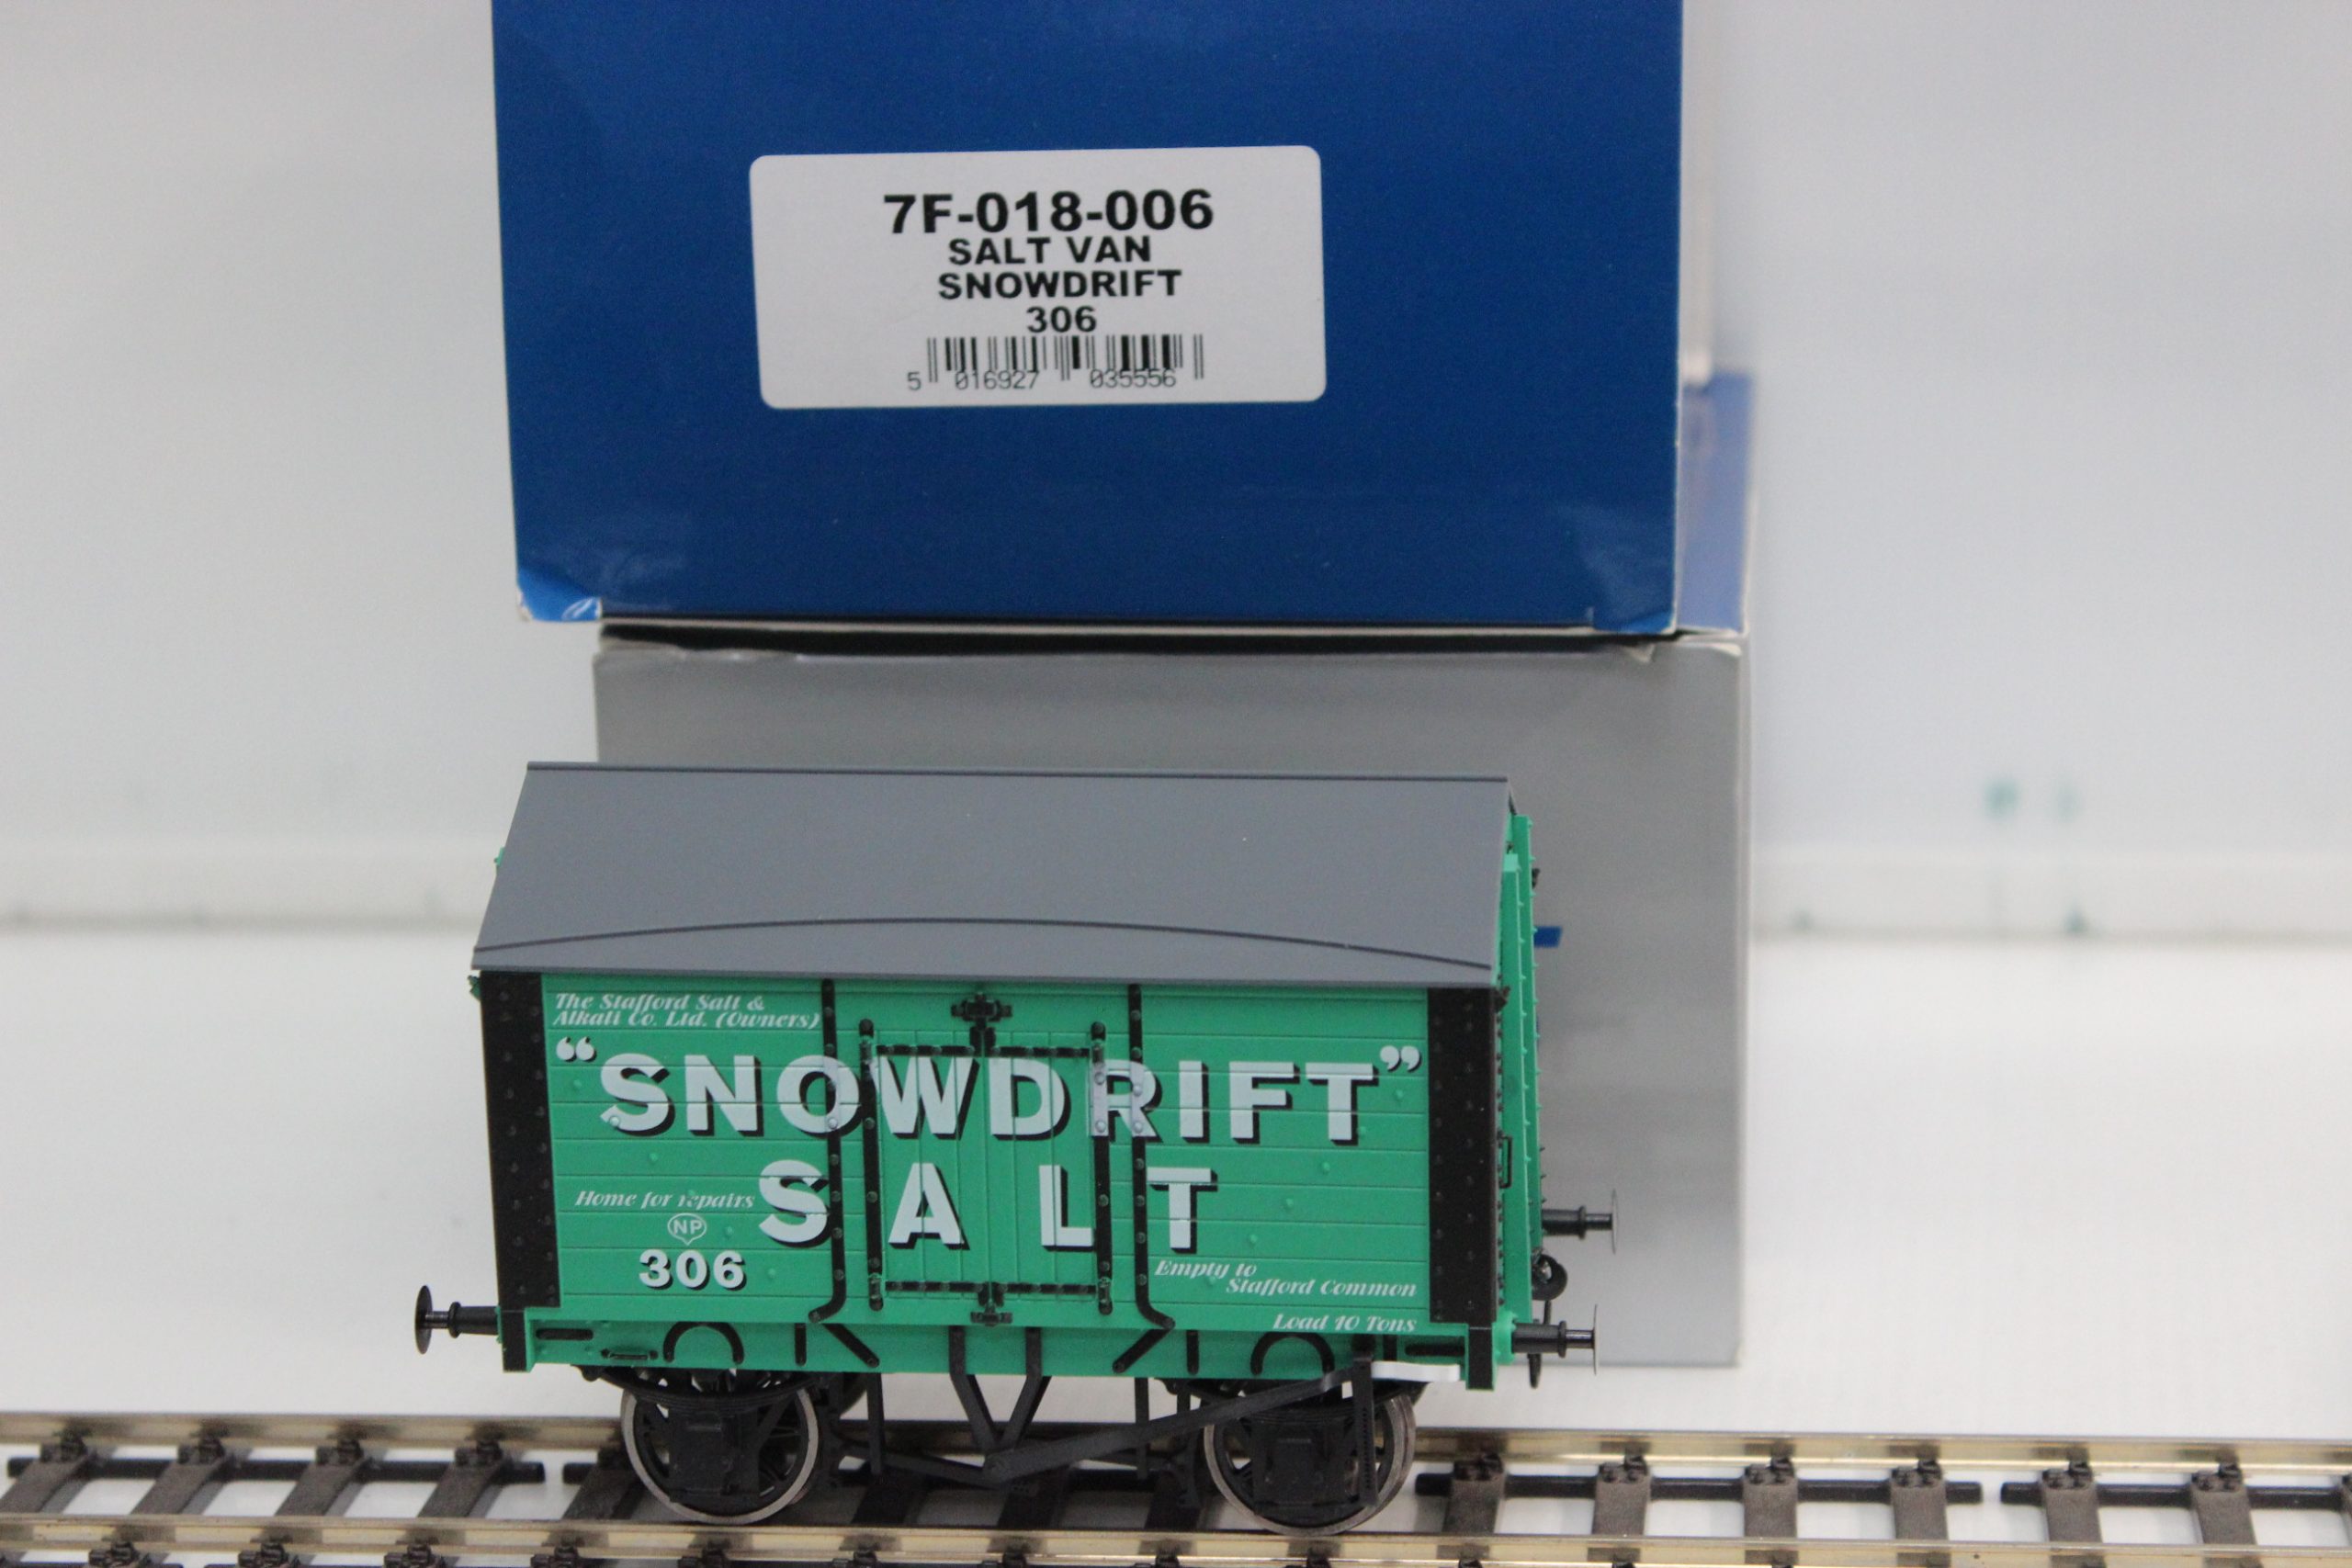 7F-018-006
SALT VAN
SNOWDRIFT
306
5 016927 035556
The Stafford Salt &
Alkali Co. Ltd. (Owners)
“SNOWDRIFT”
SALT
Home for repairs
NP
306
Empty to
Stafford Common
Load 10 Tons